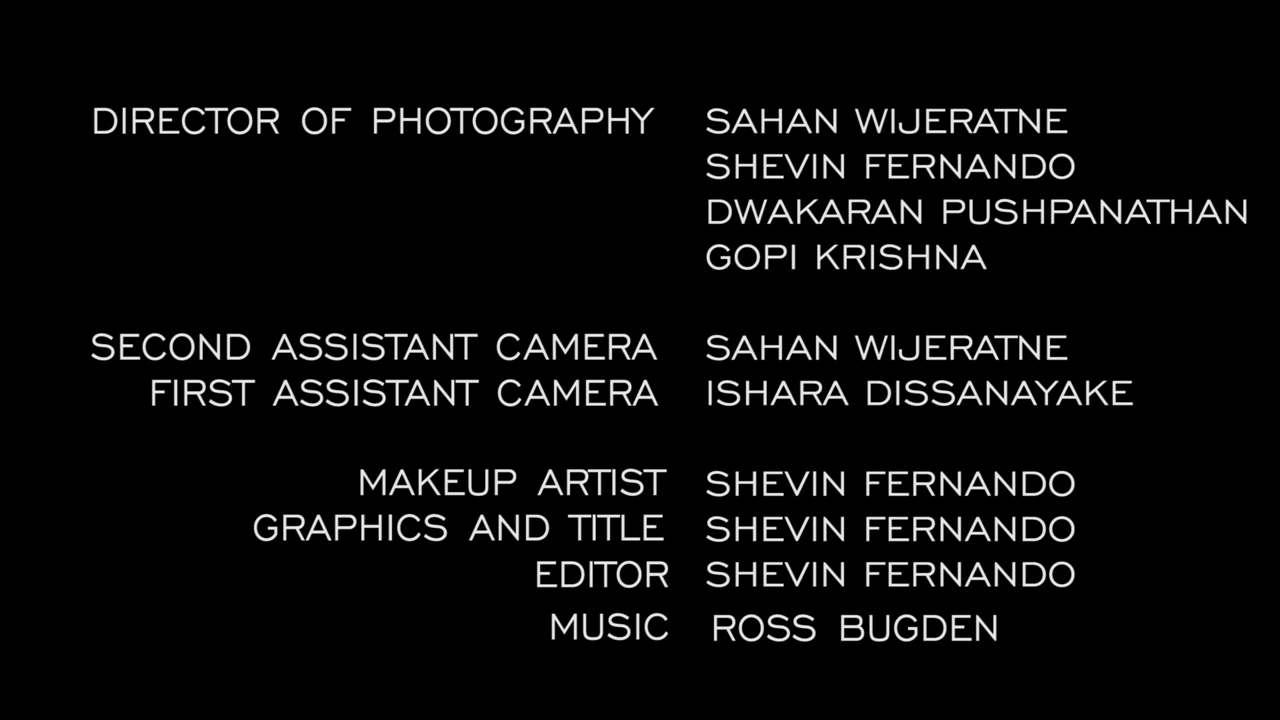 DIRECTOR OF PHOTOGRAPHY SAHAN WIJERATNE
SHEVIN FERNANDO
DWAKARAN PUSHPANATHAN
GOPI KRISHNA
SECOND ASSISTANT CAMERA SAHAN WIJERATNE
FIRST ASSISTANT CAMERA ISHARA DISSANAYAKE
MAKEUP ARTIST SHEVIN FERNANDO
GRAPHICS AND TITLE SHEVIN FERNANDO
EDITOR SHEVIN FERNANDO
MUSIC ROSS BUGDEN